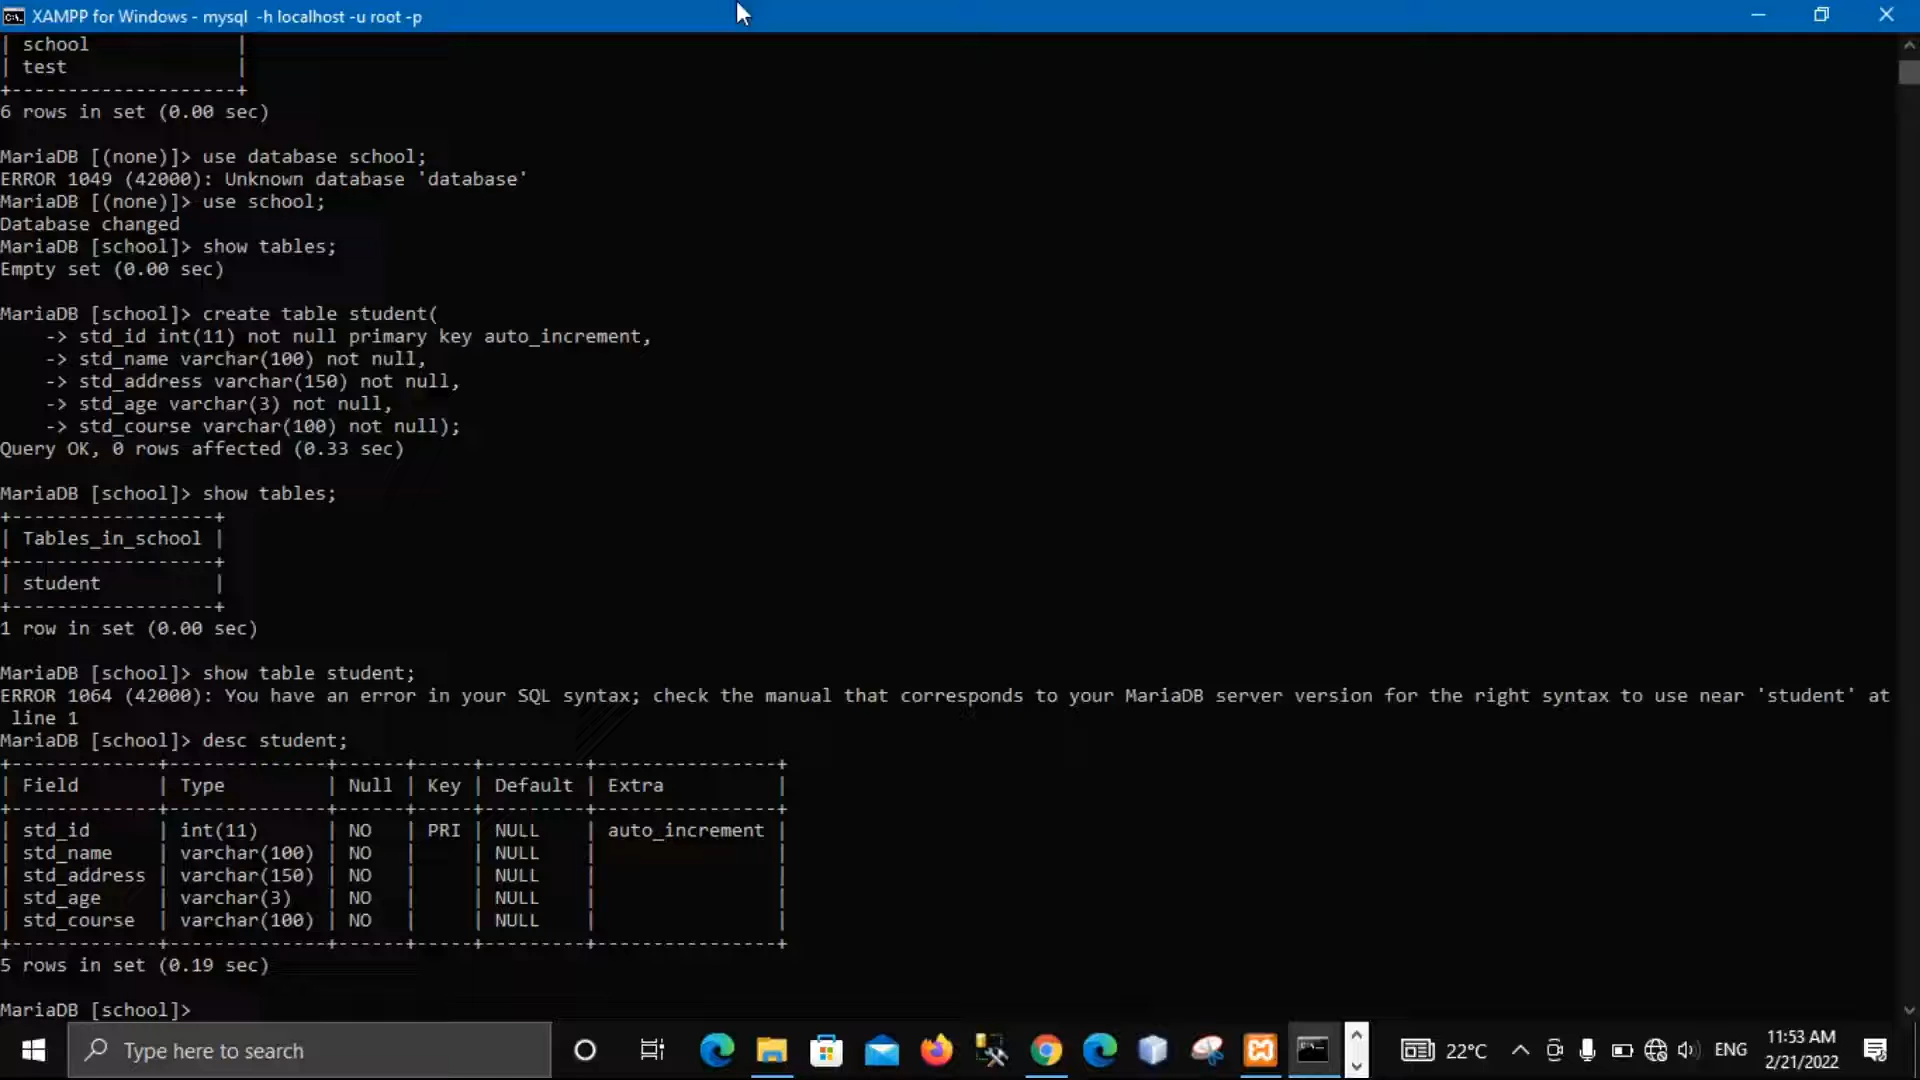 XAMPP for Windows - mysql  -h localhost -u root -p
| school             |
| test               |
+--------------------+
6 rows in set (0.00 sec)
MariaDB [(none)]> use database school;
ERROR 1049 (42000): Unknown database 'database'
MariaDB [(none)]> use school;
Database changed
MariaDB [school]> show tables;
Empty set (0.00 sec)
MariaDB [school]> create table student(
    -> std_id int(11) not null primary key auto_increment,
    -> std_name varchar(100) not null,
    -> std_address varchar(150) not null,
    -> std_age varchar(3) not null,
    -> std_course varchar(100) not null);
Query OK, 0 rows affected (0.33 sec)
MariaDB [school]> show tables;
+------------------+
| Tables_in_school |
+------------------+
| student          |
+------------------+
1 row in set (0.00 sec)
MariaDB [school]> show table student;
ERROR 1064 (42000): You have an error in your SQL syntax; check the manual that corresponds to your MariaDB server version for the right syntax to use near 'student' at
 line 1
MariaDB [school]> desc student;
+-------------+--------------+------+-----+---------+----------------+
| Field       | Type         | Null | Key | Default | Extra          |
+-------------+--------------+------+-----+---------+----------------+
| std_id      | int(11)      | NO   | PRI | NULL    | auto_increment |
| std_name    | varchar(100) | NO   |     | NULL    |                |
| std_address | varchar(150) | NO   |     | NULL    |                |
| std_age     | varchar(3)   | NO   |     | NULL    |                |
| std_course  | varchar(100) | NO   |     | NULL    |                |
+-------------+--------------+------+-----+---------+----------------+
5 rows in set (0.19 sec)
MariaDB [school]>
Type here to search
22°C
ENG
11:53 AM
2/21/2022